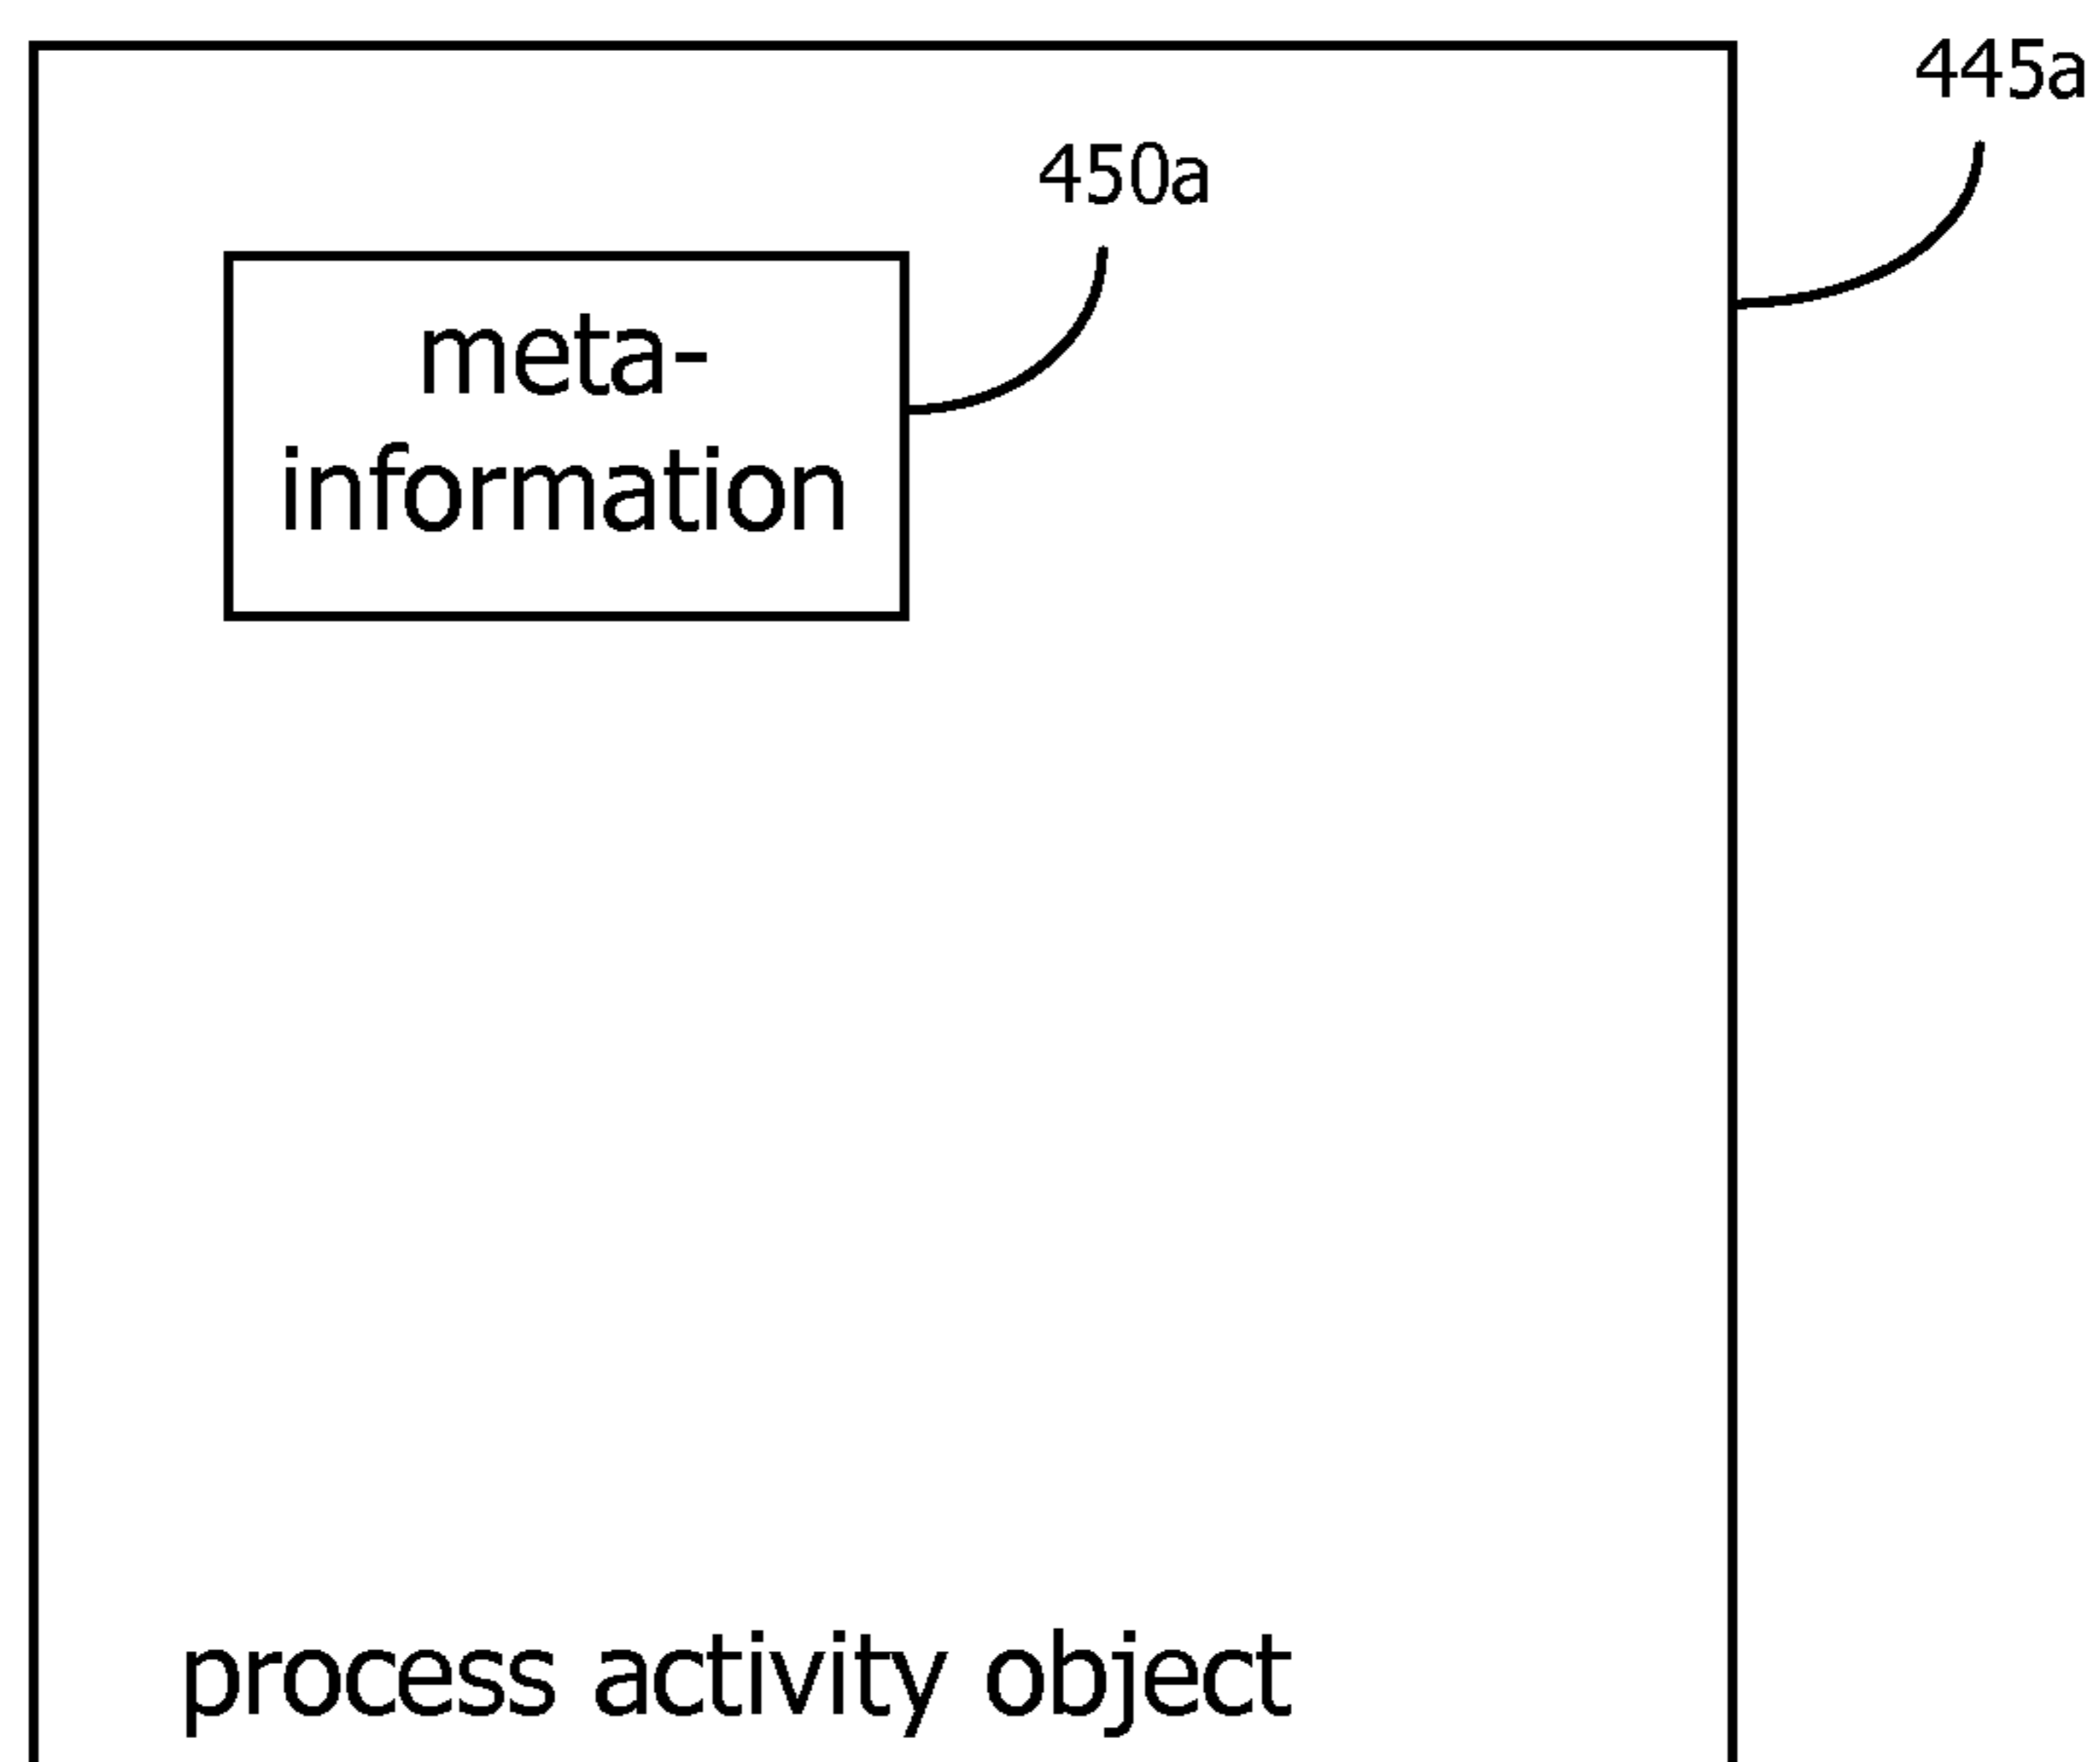 445a
450a
meta-
information
process activity object